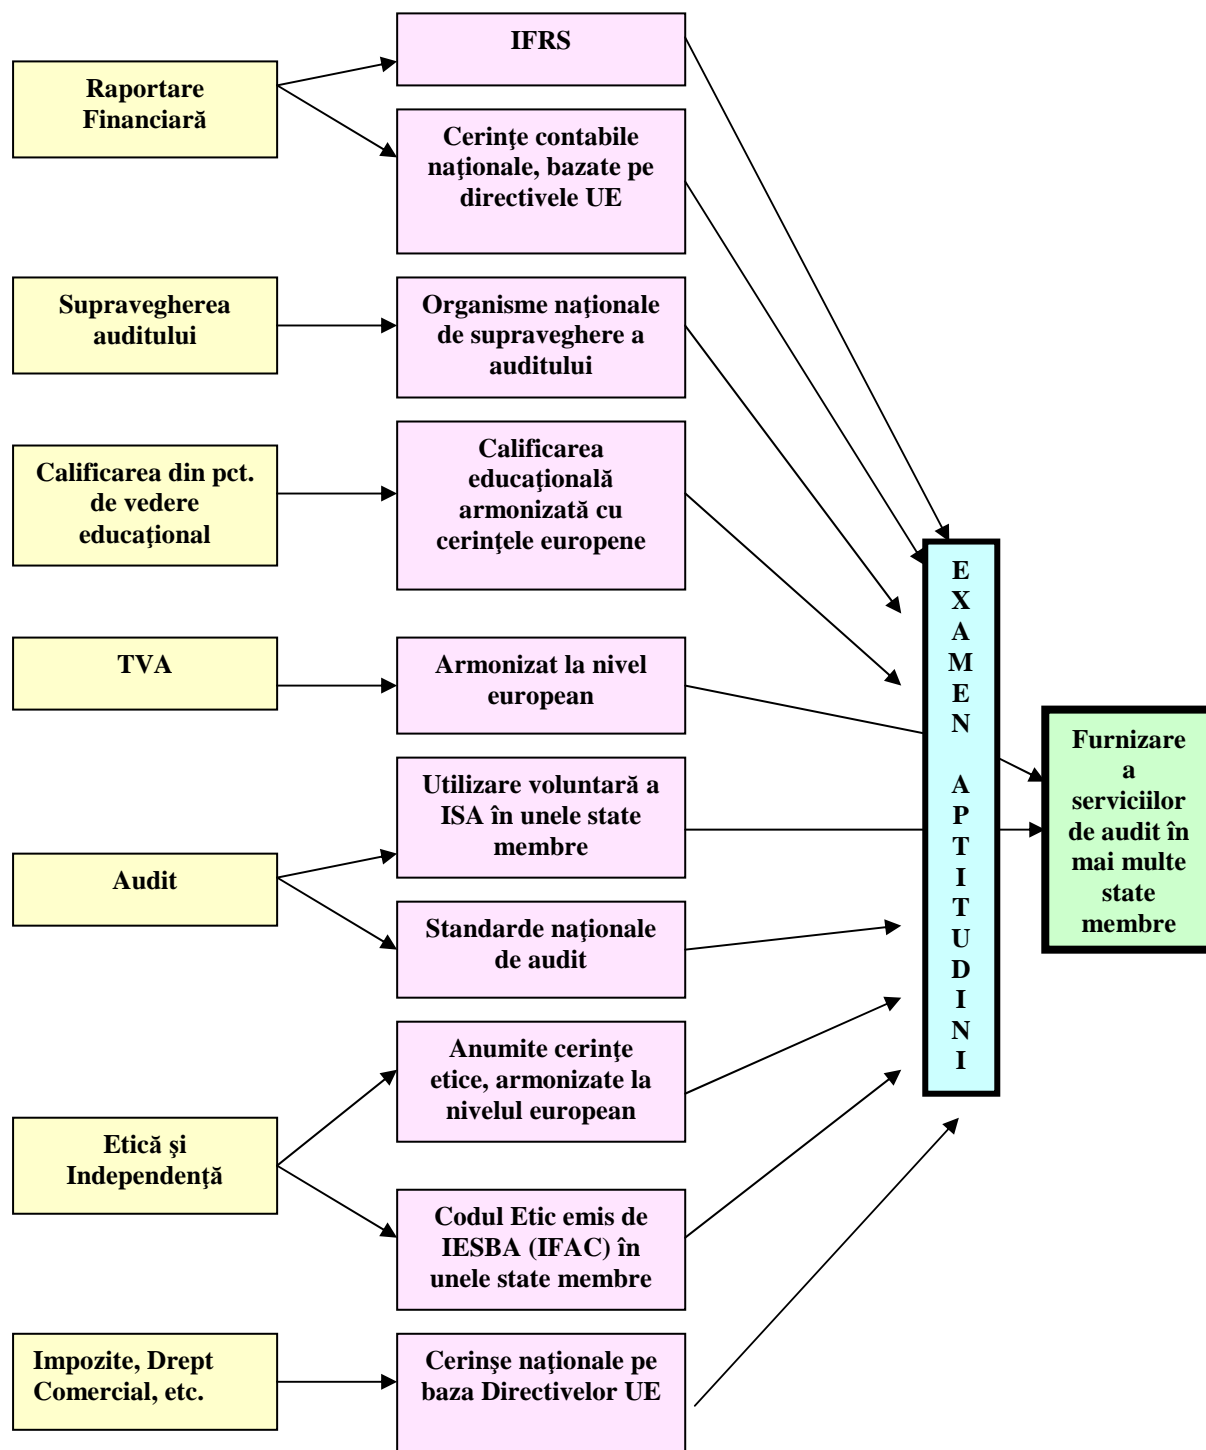 IFRS
Raportare
Financiară
Cerinţe contabile
naţionale, bazate pe
directivele UE
Supravegherea
auditului
Organisme naţionale
de supraveghere a
auditului
Calificarea din pct.
de vedere
educaţional
Calificarea
educaţională
armonizată cu
cerinţele europene
TVA
Armonizat la nivel
european
Audit
Utilizare voluntară a
ISA în unele state
membre
Standarde naţionale
de audit
Etică şi
Independenţă
Anumite cerinţe
etice, armonizate la
nivelul european
Codul Etic emis de
IESBA (IFAC) în
unele state membre
Impozite, Drept
Comercial, etc.
Cerinşe naţionale pe
baza Directivelor UE
E
X
A
M
E
N
A
P
T
I
T
U
D
I
N
I
Furnizare
a
serviciilor
de audit în
mai multe
state
membre